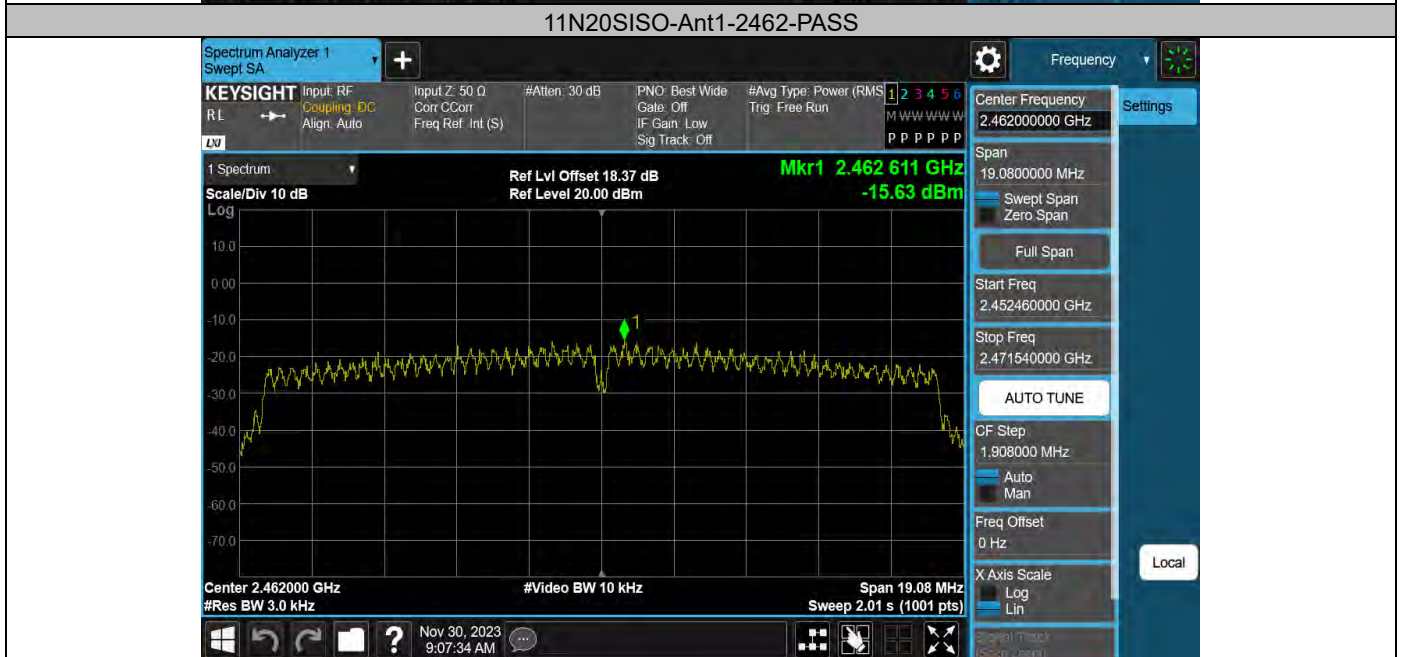 11N20SISO-Ant1-2462-PASS
Spectrum Analyzer 1
Swept SA
Frequency
KEYSIGHT
RL
LXI
Input: RF
Coupling: DC
Align: Auto
Input Z: 50 Ω
Corr CCorr
Freq Ref: Int (S)
#Atten: 30 dB
PNO: Best Wide
Gate: Off
IF Gain: Low
Sig Track: Off
#Avg Type: Power (RMS
Trig: Free Run
1 2 3 4 5 6
M W W W W W
P P P P P P
1 Spectrum
Scale/Div 10 dB
Ref Lvl Offset 18.37 dB
Ref Level 20.00 dBm
Mkr1 2.462 611 GHz
-15.63 dBm
Log
10.0
0.00
-10.0
-20.0
-30.0
-40.0
-50.0
-60.0
-70.0
1
Center 2.462000 GHz
#Res BW 3.0 kHz
#Video BW 10 kHz
Span 19.08 MHz
Sweep 2.01 s (1001 pts)
Center Frequency
2.462000000 GHz
Settings
Span
19.0800000 MHz
Swept Span
Zero Span
Full Span
Start Freq
2.452460000 GHz
Stop Freq
2.471540000 GHz
AUTO TUNE
CF Step
1.908000 MHz
Auto
Man
Freq Offset
0 Hz
X Axis Scale
Log
Lin
Local
Signal Track
?
Nov 30, 2023
9:07:34 AM